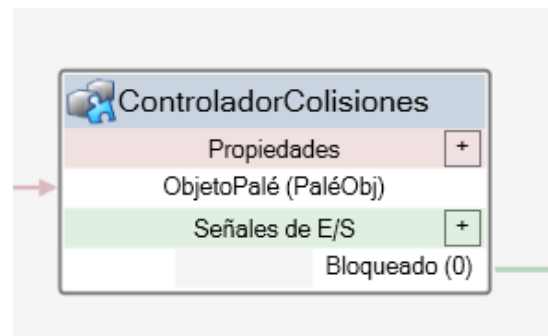 ControladorColisiones
Propiedades +
ObjetoPalé (PaléObj)
Señales de E/S +
Bloqueado (0)